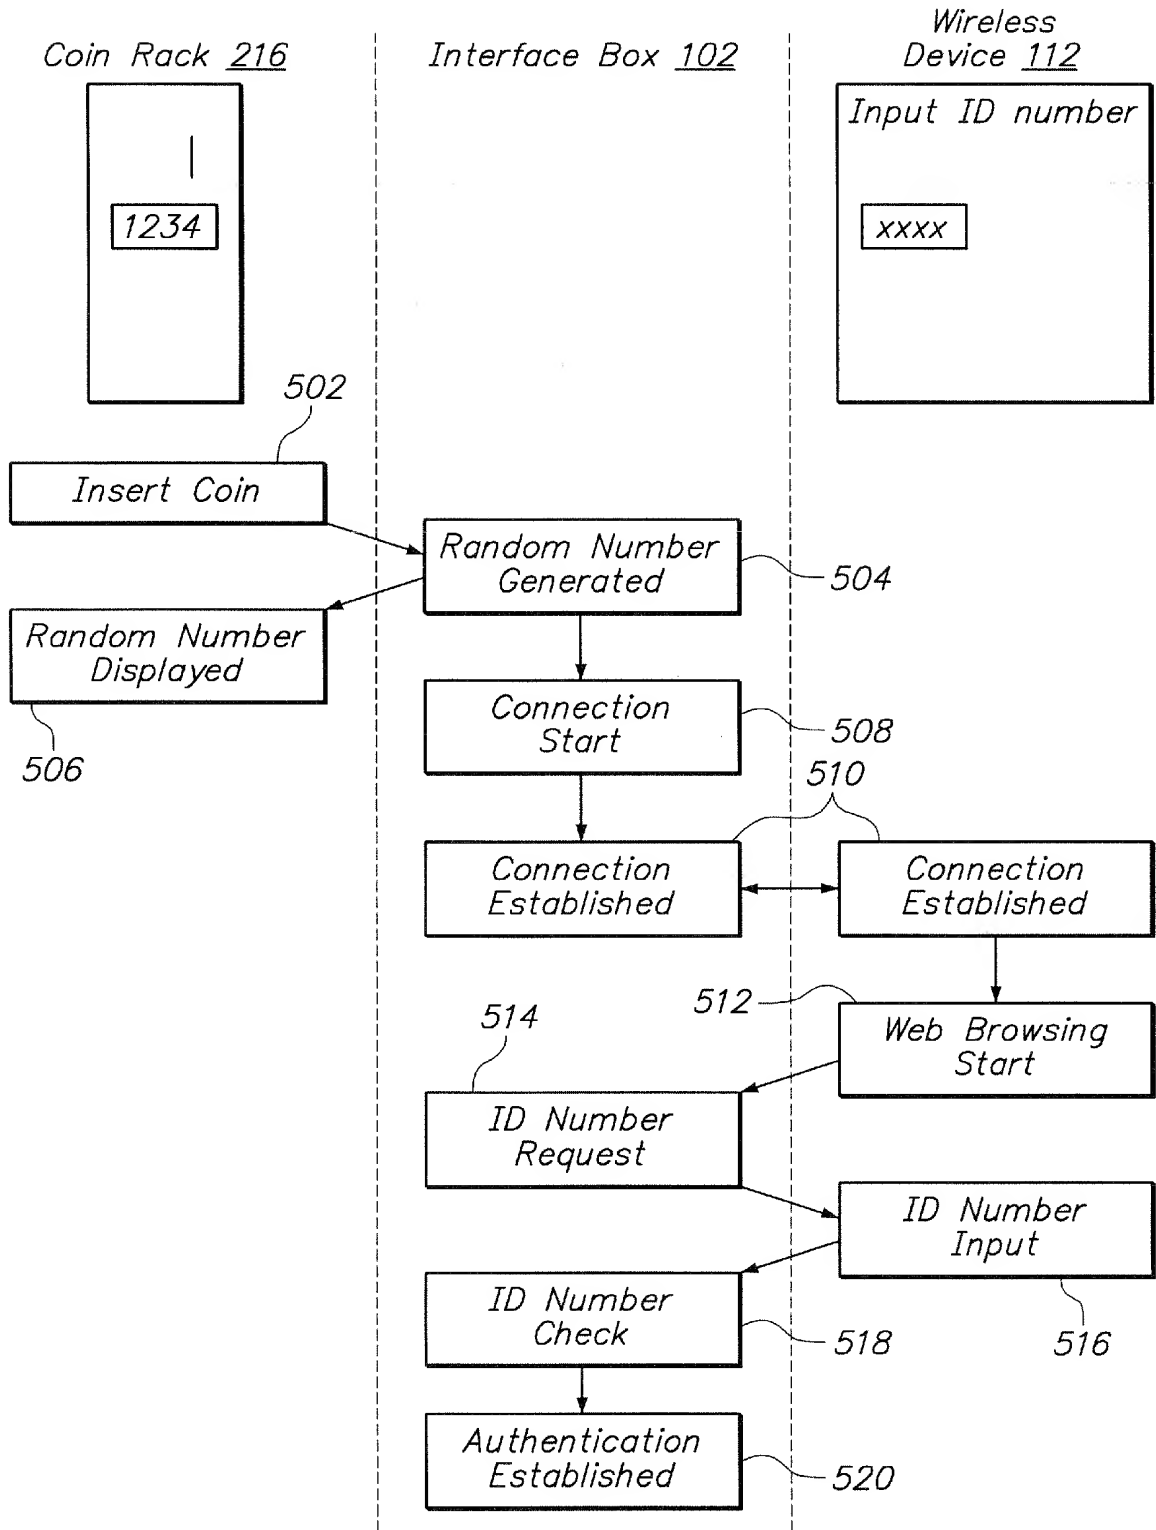 Coin Rack 216
Interface Box 102
Wireless
Device 112
1234
Input ID number
xxxx
502
Insert Coin
Random Number
Generated
504
Random Number
Displayed
506
Connection
Start
508
510
Connection
Established
Connection
Established
512
Web Browsing
Start
514
ID Number
Request
ID Number
Input
516
ID Number
Check
518
Authentication
Established
520